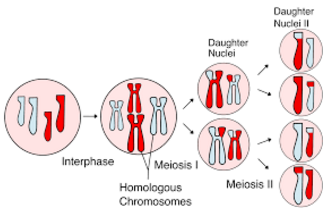 Daughter
Nuclei II
Daughter
Nuclei
Interphase
Meiosis I
Homologous
Chromosomes
Meiosis II